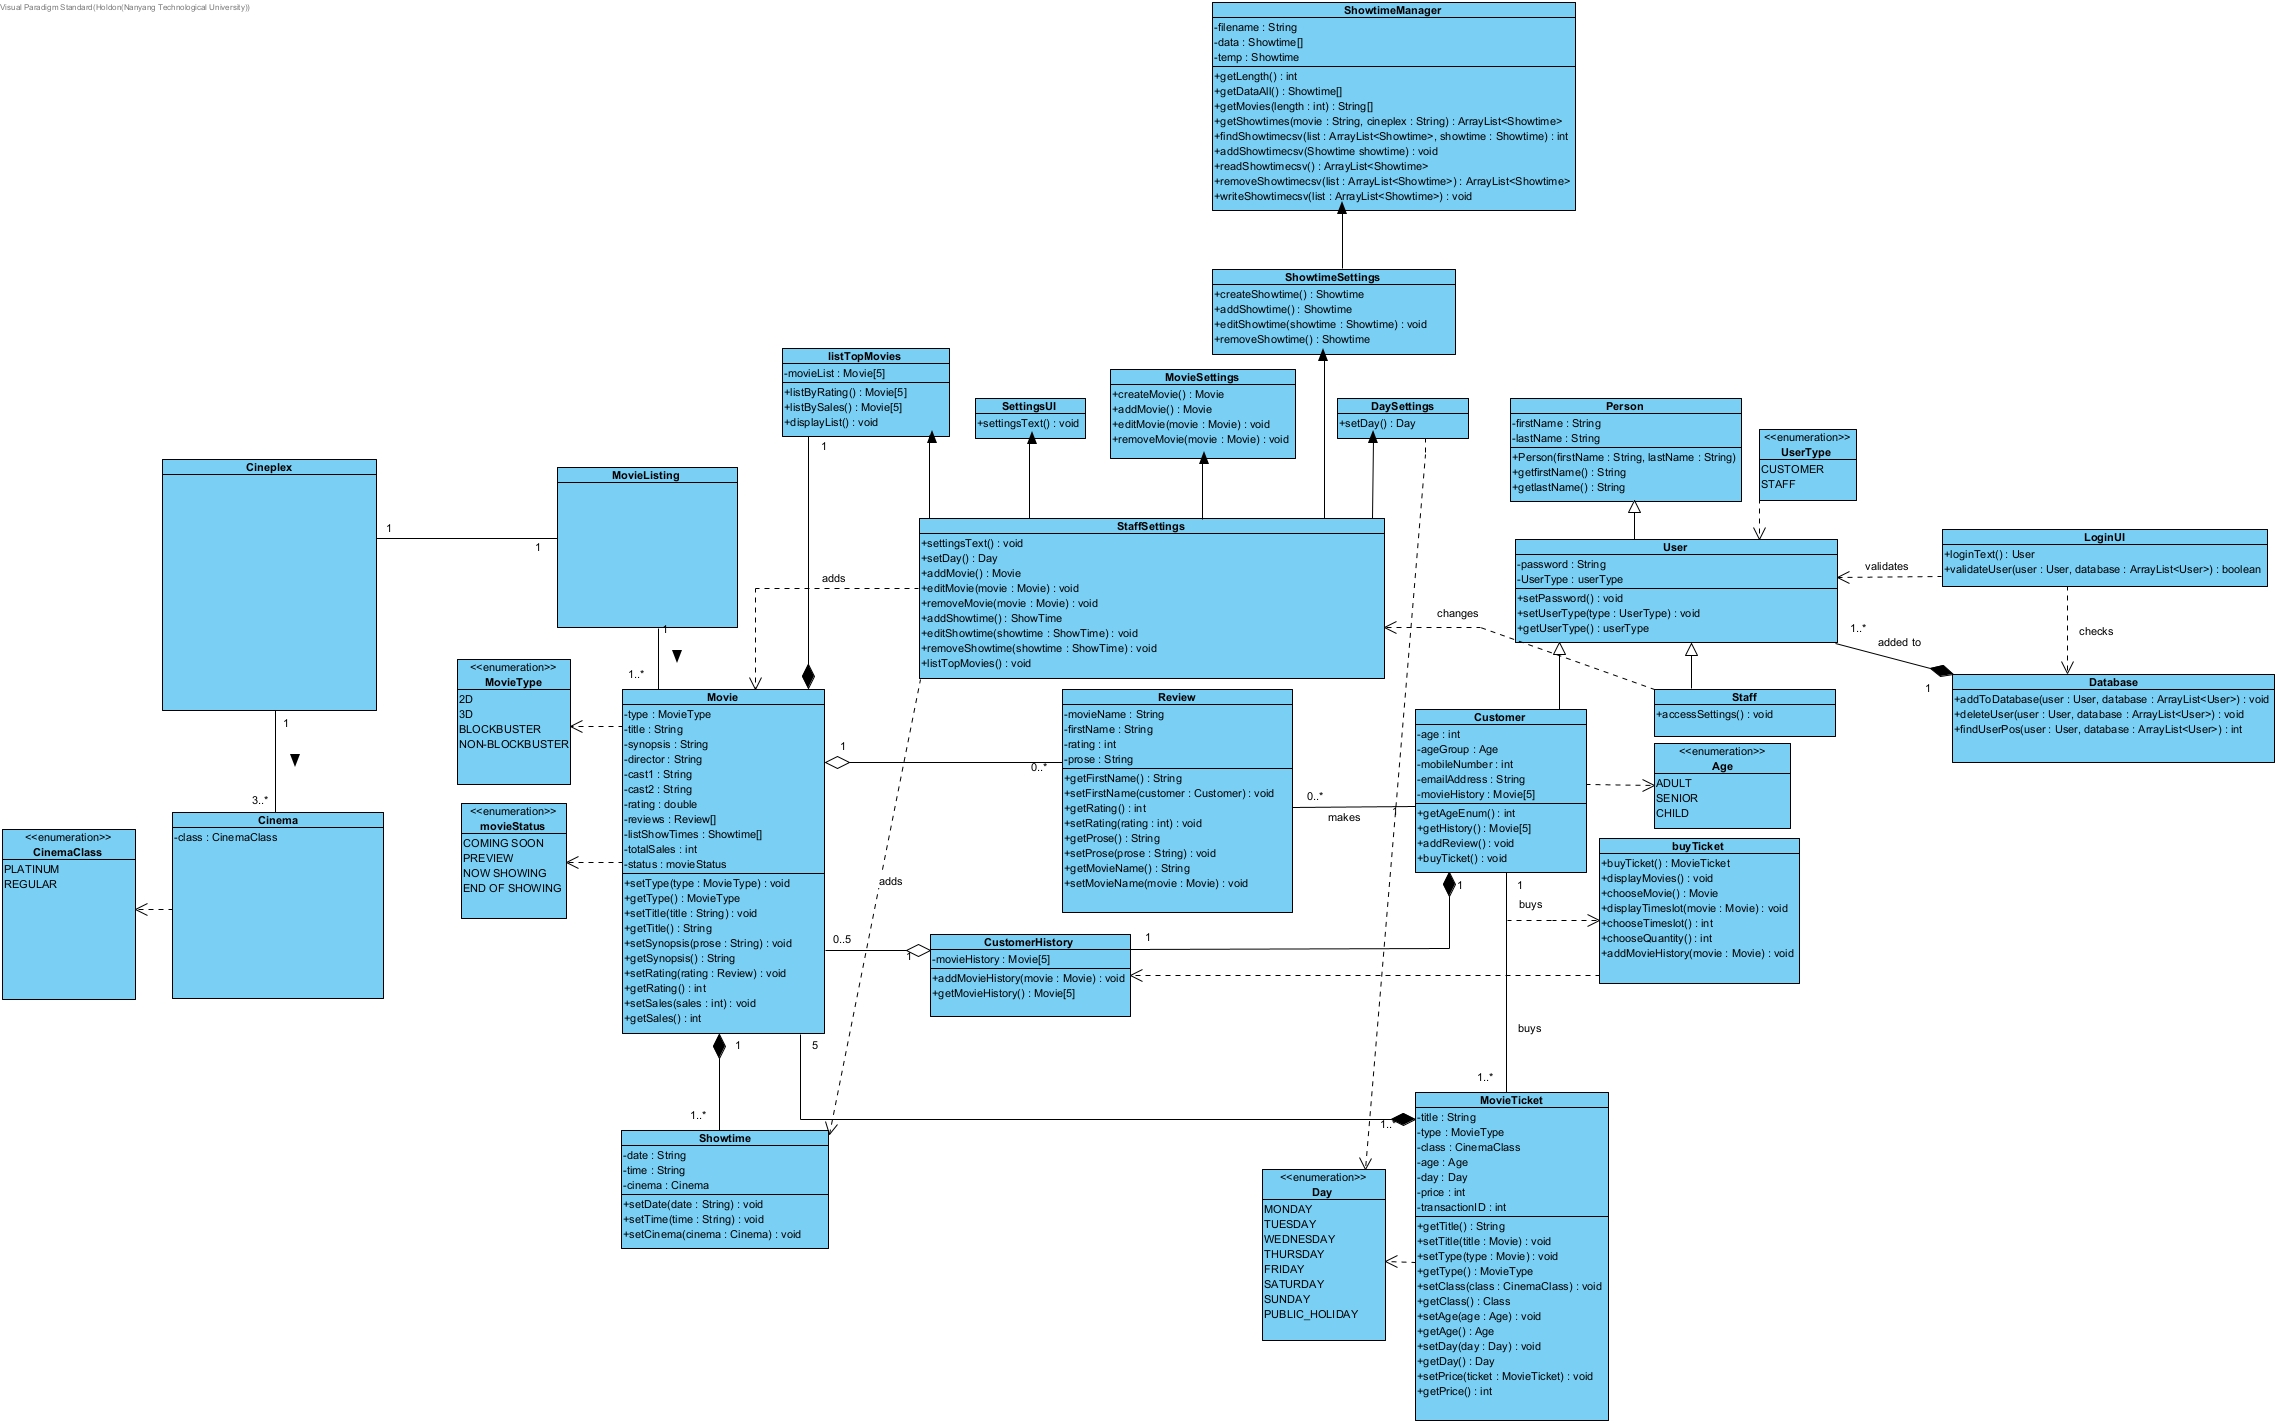 Visual Paradigm Standard(Holdon(Nanyang Technological University))
ShowtimeManager
-filename : String
-data : Showtime[]
-temp : Showtime
+getLength() : int
+getDataAll() : Showtime[]
+getMovies(length : int) : String[]
+getShowtimes(movie : String, cineplex : String) : ArrayList<Showtime>
+findShowtimecsv(list : ArrayList<Showtime>, showtime : Showtime) : int
+addShowtimecsv(Showtime showtime) : void
+readShowtimecsv() : ArrayList<Showtime>
+removeShowtimecsv(list : ArrayList<Showtime>) : ArrayList<Showtime>
+writeShowtimecsv(list : ArrayList<Showtime>) : void
ShowtimeSettings
+createShowtime() : Showtime
+addShowtime() : Showtime
+editShowtime(showtime : Showtime) : void
+removeShowtime() : Showtime
listTopMovies
-movieList : Movie[5]
+listByRating() : Movie[5]
+listBySales() : Movie[5]
+displayList() : void
1
SettingsUI
+settingsText() : void
MovieSettings
+createMovie() : Movie
+addMovie() : Movie
+editMovie(movie : Movie) : void
+removeMovie(movie : Movie) : void
DaySettings
+setDay() : Day
Person
-firstName : String
-lastName : String
+Person(firstName : String, lastName : String)
+getfirstName() : String
+getlastName() : String
<<enumeration>>
UserType
CUSTOMER
STAFF
Cineplex
1
MovieListing
1
1
1..*
StaffSettings
+settingsText() : void
+setDay() : Day
+addMovie() : Movie
+editMovie(movie : Movie) : void
+removeMovie(movie : Movie) : void
+addShowtime() : ShowTime
+editShowtime(showtime : ShowTime) : void
+removeShowtime(showtime : ShowTime) : void
+listTopMovies() : void
adds
changes
User
-password : String
-UserType : userType
+setPassword() : void
+setUserType(type : UserType) : void
+getUserType() : userType
validates
LoginUI
+loginText() : User
+validateUser(user : User, database : ArrayList<User>) : boolean
checks
1..*
added to
1
Database
+addToDatabase(user : User, database : ArrayList<User>) : void
+deleteUser(user : User, database : ArrayList<User>) : void
+findUserPos(user : User, database : ArrayList<User>) : int
<<enumeration>>
MovieType
2D
3D
BLOCKBUSTER
NON-BLOCKBUSTER
<<enumeration>>
movieStatus
COMING SOON
PREVIEW
NOW SHOWING
END OF SHOWING
Movie
-type : MovieType
-title : String
-synopsis : String
-director : String
-cast1 : String
-cast2 : String
-rating : double
-reviews : Review[]
-listShowTimes : Showtime[]
-totalSales : int
-status : movieStatus
+setType(type : MovieType) : void
+getType() : MovieType
+setTitle(title : String) : void
+getTitle() : String
+setSynopsis(prose : String) : void
+getSynopsis() : String
+setRating(rating : Review) : void
+getRating() : int
+setSales(sales : int) : void
+getSales() : int
1
0..*
Review
-movieName : String
-firstName : String
-rating : int
-prose : String
+getFirstName() : String
+setFirstName(customer : Customer) : void
+getRating() : int
+setRating(rating : int) : void
+getProse() : String
+setProse(prose : String) : void
+getMovieName() : String
+setMovieName(movie : Movie) : void
0..*
makes
1
Customer
-age : int
-ageGroup : Age
-mobileNumber : int
-emailAddress : String
-movieHistory : Movie[5]
+getAgeEnum() : int
+getHistory() : Movie[5]
+addReview() : void
+buyTicket() : void
Staff
+accessSettings() : void
<<enumeration>>
Age
ADULT
SENIOR
CHILD
buyTicket
+buyTicket() : MovieTicket
+displayMovies() : void
+chooseMovie() : Movie
+displayTimeslot(movie : Movie) : void
+chooseTimeslot() : int
+chooseQuantity() : int
+addMovieHistory(movie : Movie) : void
1
3..*
<<enumeration>>
CinemaClass
PLATINUM
REGULAR
Cinema
-class : CinemaClass
adds
0..5
1
CustomerHistory
-movieHistory : Movie[5]
+addMovieHistory(movie : Movie) : void
+getMovieHistory() : Movie[5]
1
1
1
buys
buys
1..*
1
5
1..*
1..*
Showtime
-date : String
-time : String
-cinema : Cinema
+setDate(date : String) : void
+setTime(time : String) : void
+setCinema(cinema : Cinema) : void
<<enumeration>>
Day
MONDAY
TUESDAY
WEDNESDAY
THURSDAY
FRIDAY
SATURDAY
SUNDAY
PUBLIC_HOLIDAY
MovieTicket
-title : String
-type : MovieType
-class : CinemaClass
-age : Age
-day : Day
-price : int
-transactionID : int
+getTitle() : String
+setTitle(title : Movie) : void
+setType(type : Movie) : void
+getType() : MovieType
+setClass(class : CinemaClass) : void
+getClass() : Class
+setAge(age : Age) : void
+getAge() : Age
+setDay(day : Day) : void
+getDay() : Day
+setPrice(ticket : MovieTicket) : void
+getPrice() : int